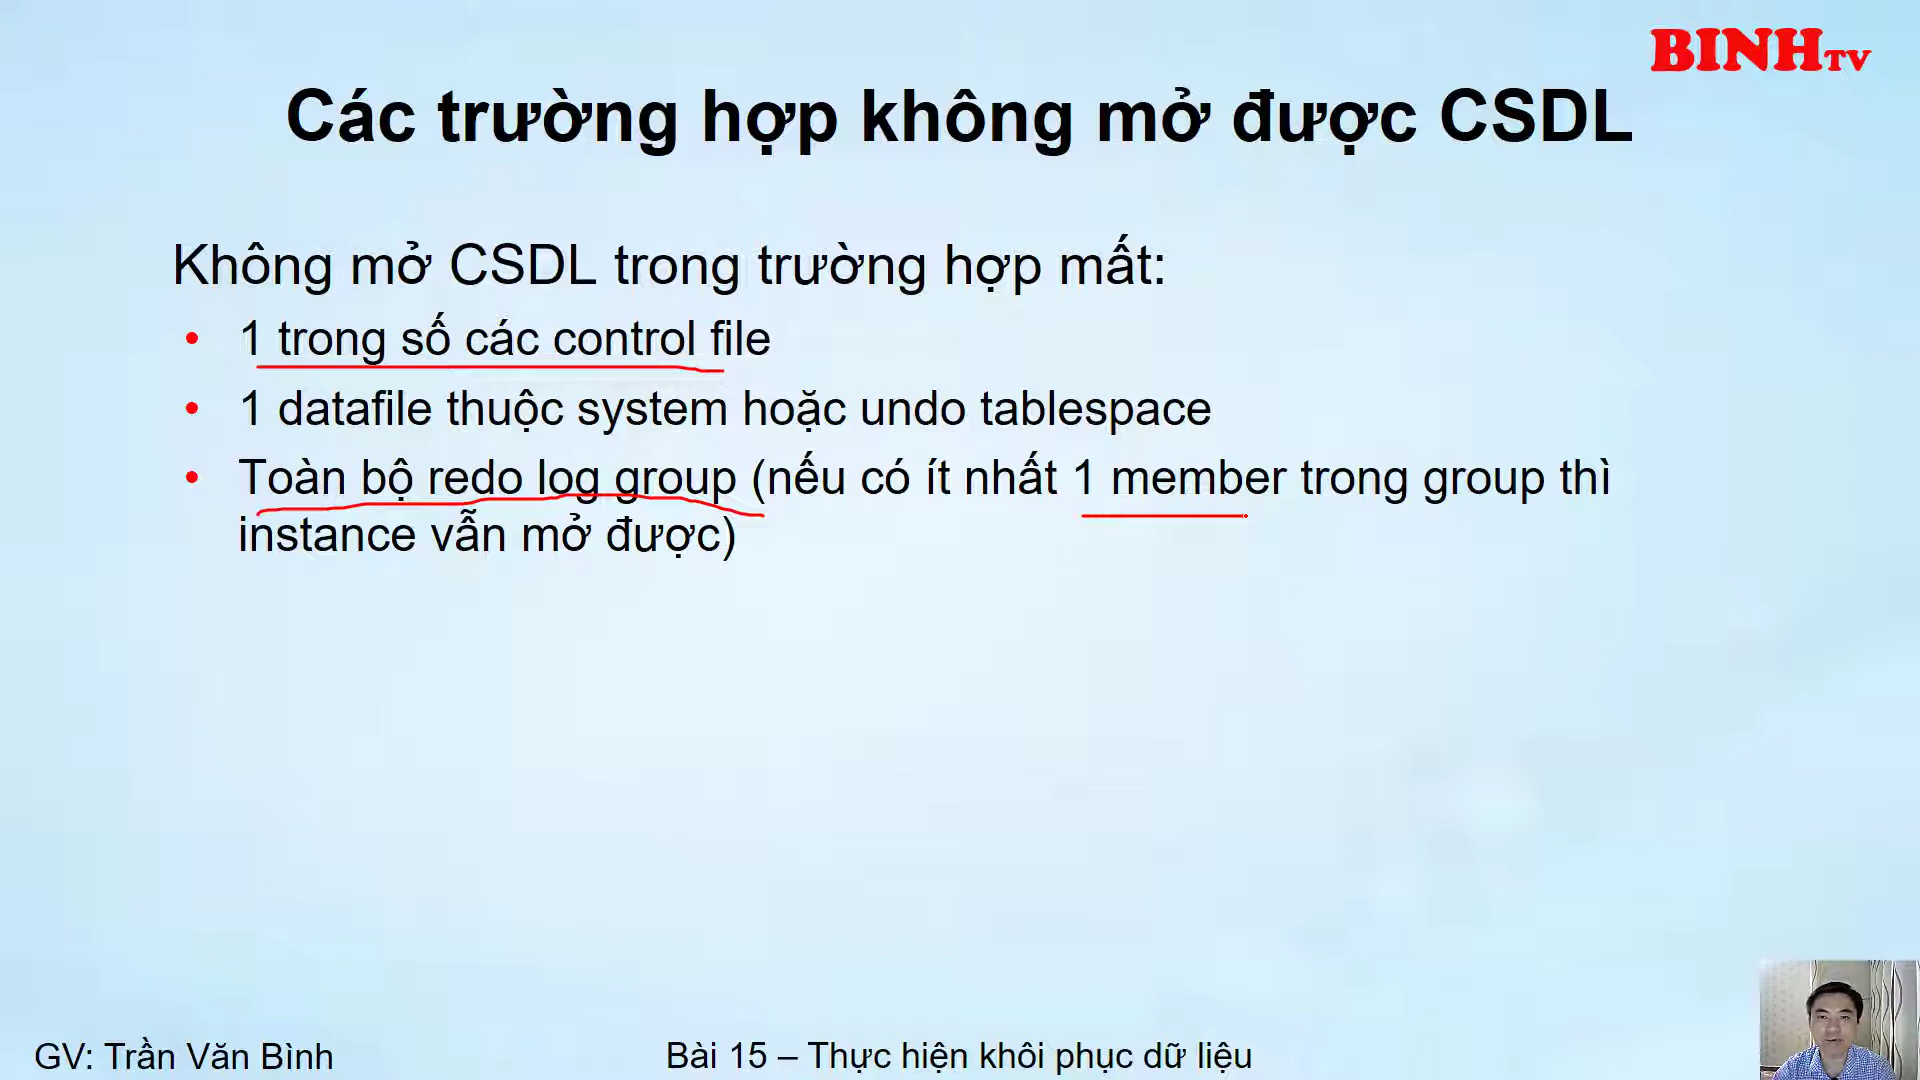 BINH TV
Các trường hợp không mở được CSDL
Không mở CSDL trong trường hợp mất:
• 1 trong số các control file
• 1 datafile thuộc system hoặc undo tablespace
• Toàn bộ redo log group (nếu có ít nhất 1 member trong group thì
instance vẫn mở được)
GV: Trần Văn Bình
Bài 15 – Thực hiện khôi phục dữ liệu